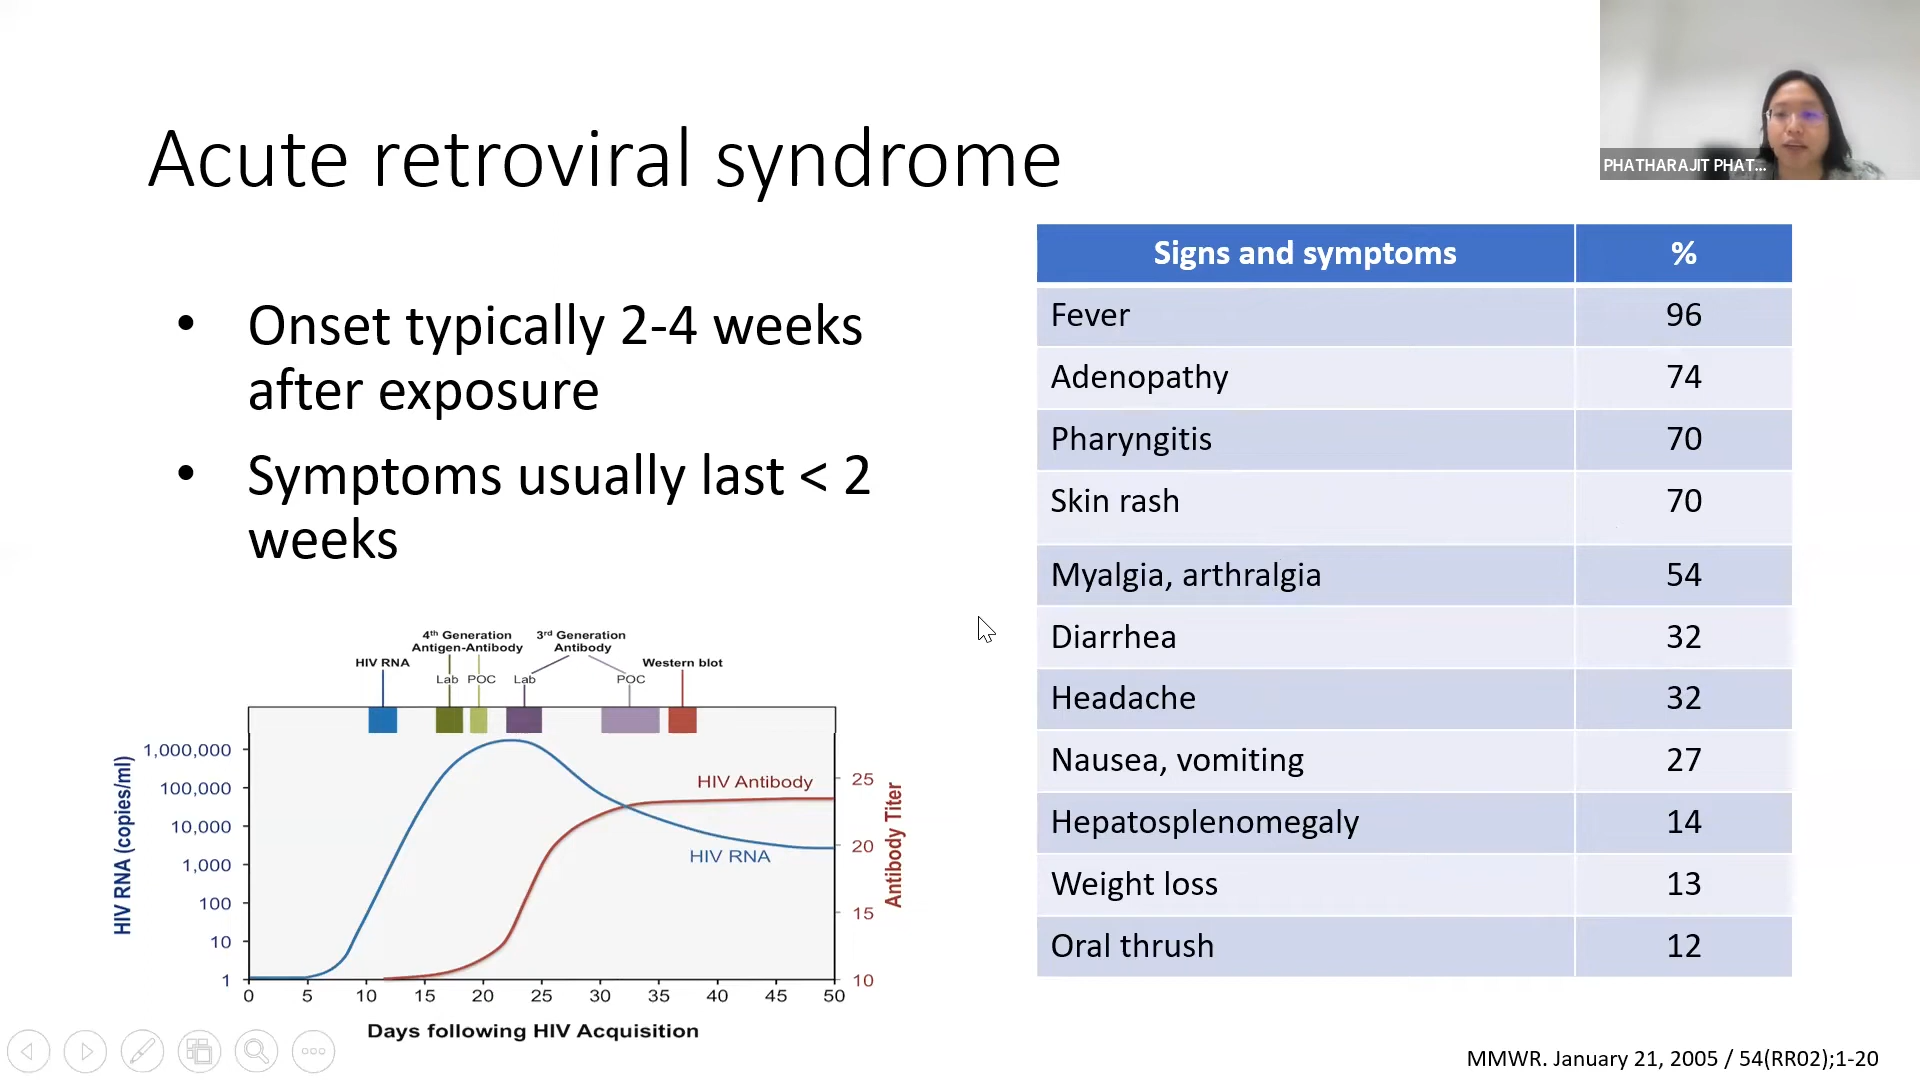 PHATHARAJIT PHAT...
Acute retroviral syndrome
• Onset typically 2-4 weeks
after exposure
• Symptoms usually last < 2
weeks
Signs and symptoms %
Fever 96
Adenopathy 74
Pharyngitis 70
Skin rash 70
Myalgia, arthralgia 54
Diarrhea 32
Headache 32
Nausea, vomiting 27
Hepatosplenomegaly 14
Weight loss 13
Oral thrush 12
4th Generation
Antigen-Antibody
3rd Generation
Antibody
HIV RNA
Western blot
Lab POC Lab POC
HIV RNA (copies/ml)
1,000,000
100,000
10,000
1,000
100
10
1
HIV Antibody
HIV RNA
25
20
15
10
Antibody Titer
0 5 10 15 20 25 30 35 40 45 50
Days following HIV Acquisition
MMWR. January 21, 2005 / 54(RR02);1-20